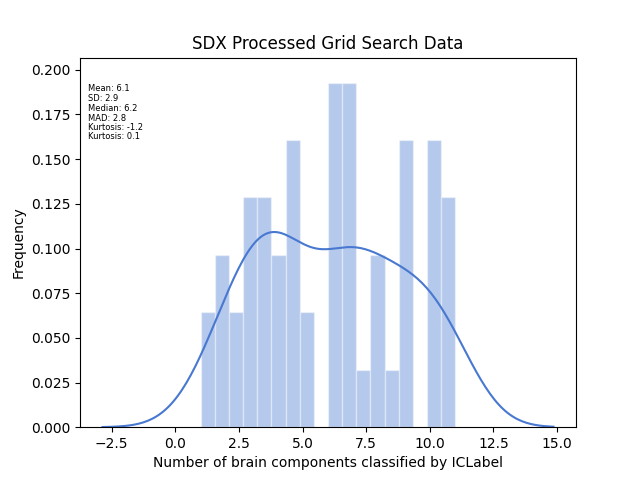 SDX Processed Grid Search Data
0.200
0.175
0.150
0.125
0.100
0.075
0.050
0.025
0.000
Frequency
Mean: 6.1
SD: 2.9
Median: 6.2
MAD: 2.8
Kurtosis: -1.2
Kurtosis: 0.1
−2.5 0.0 2.5 5.0 7.5 10.0 12.5 15.0
Number of brain components classified by ICLabel